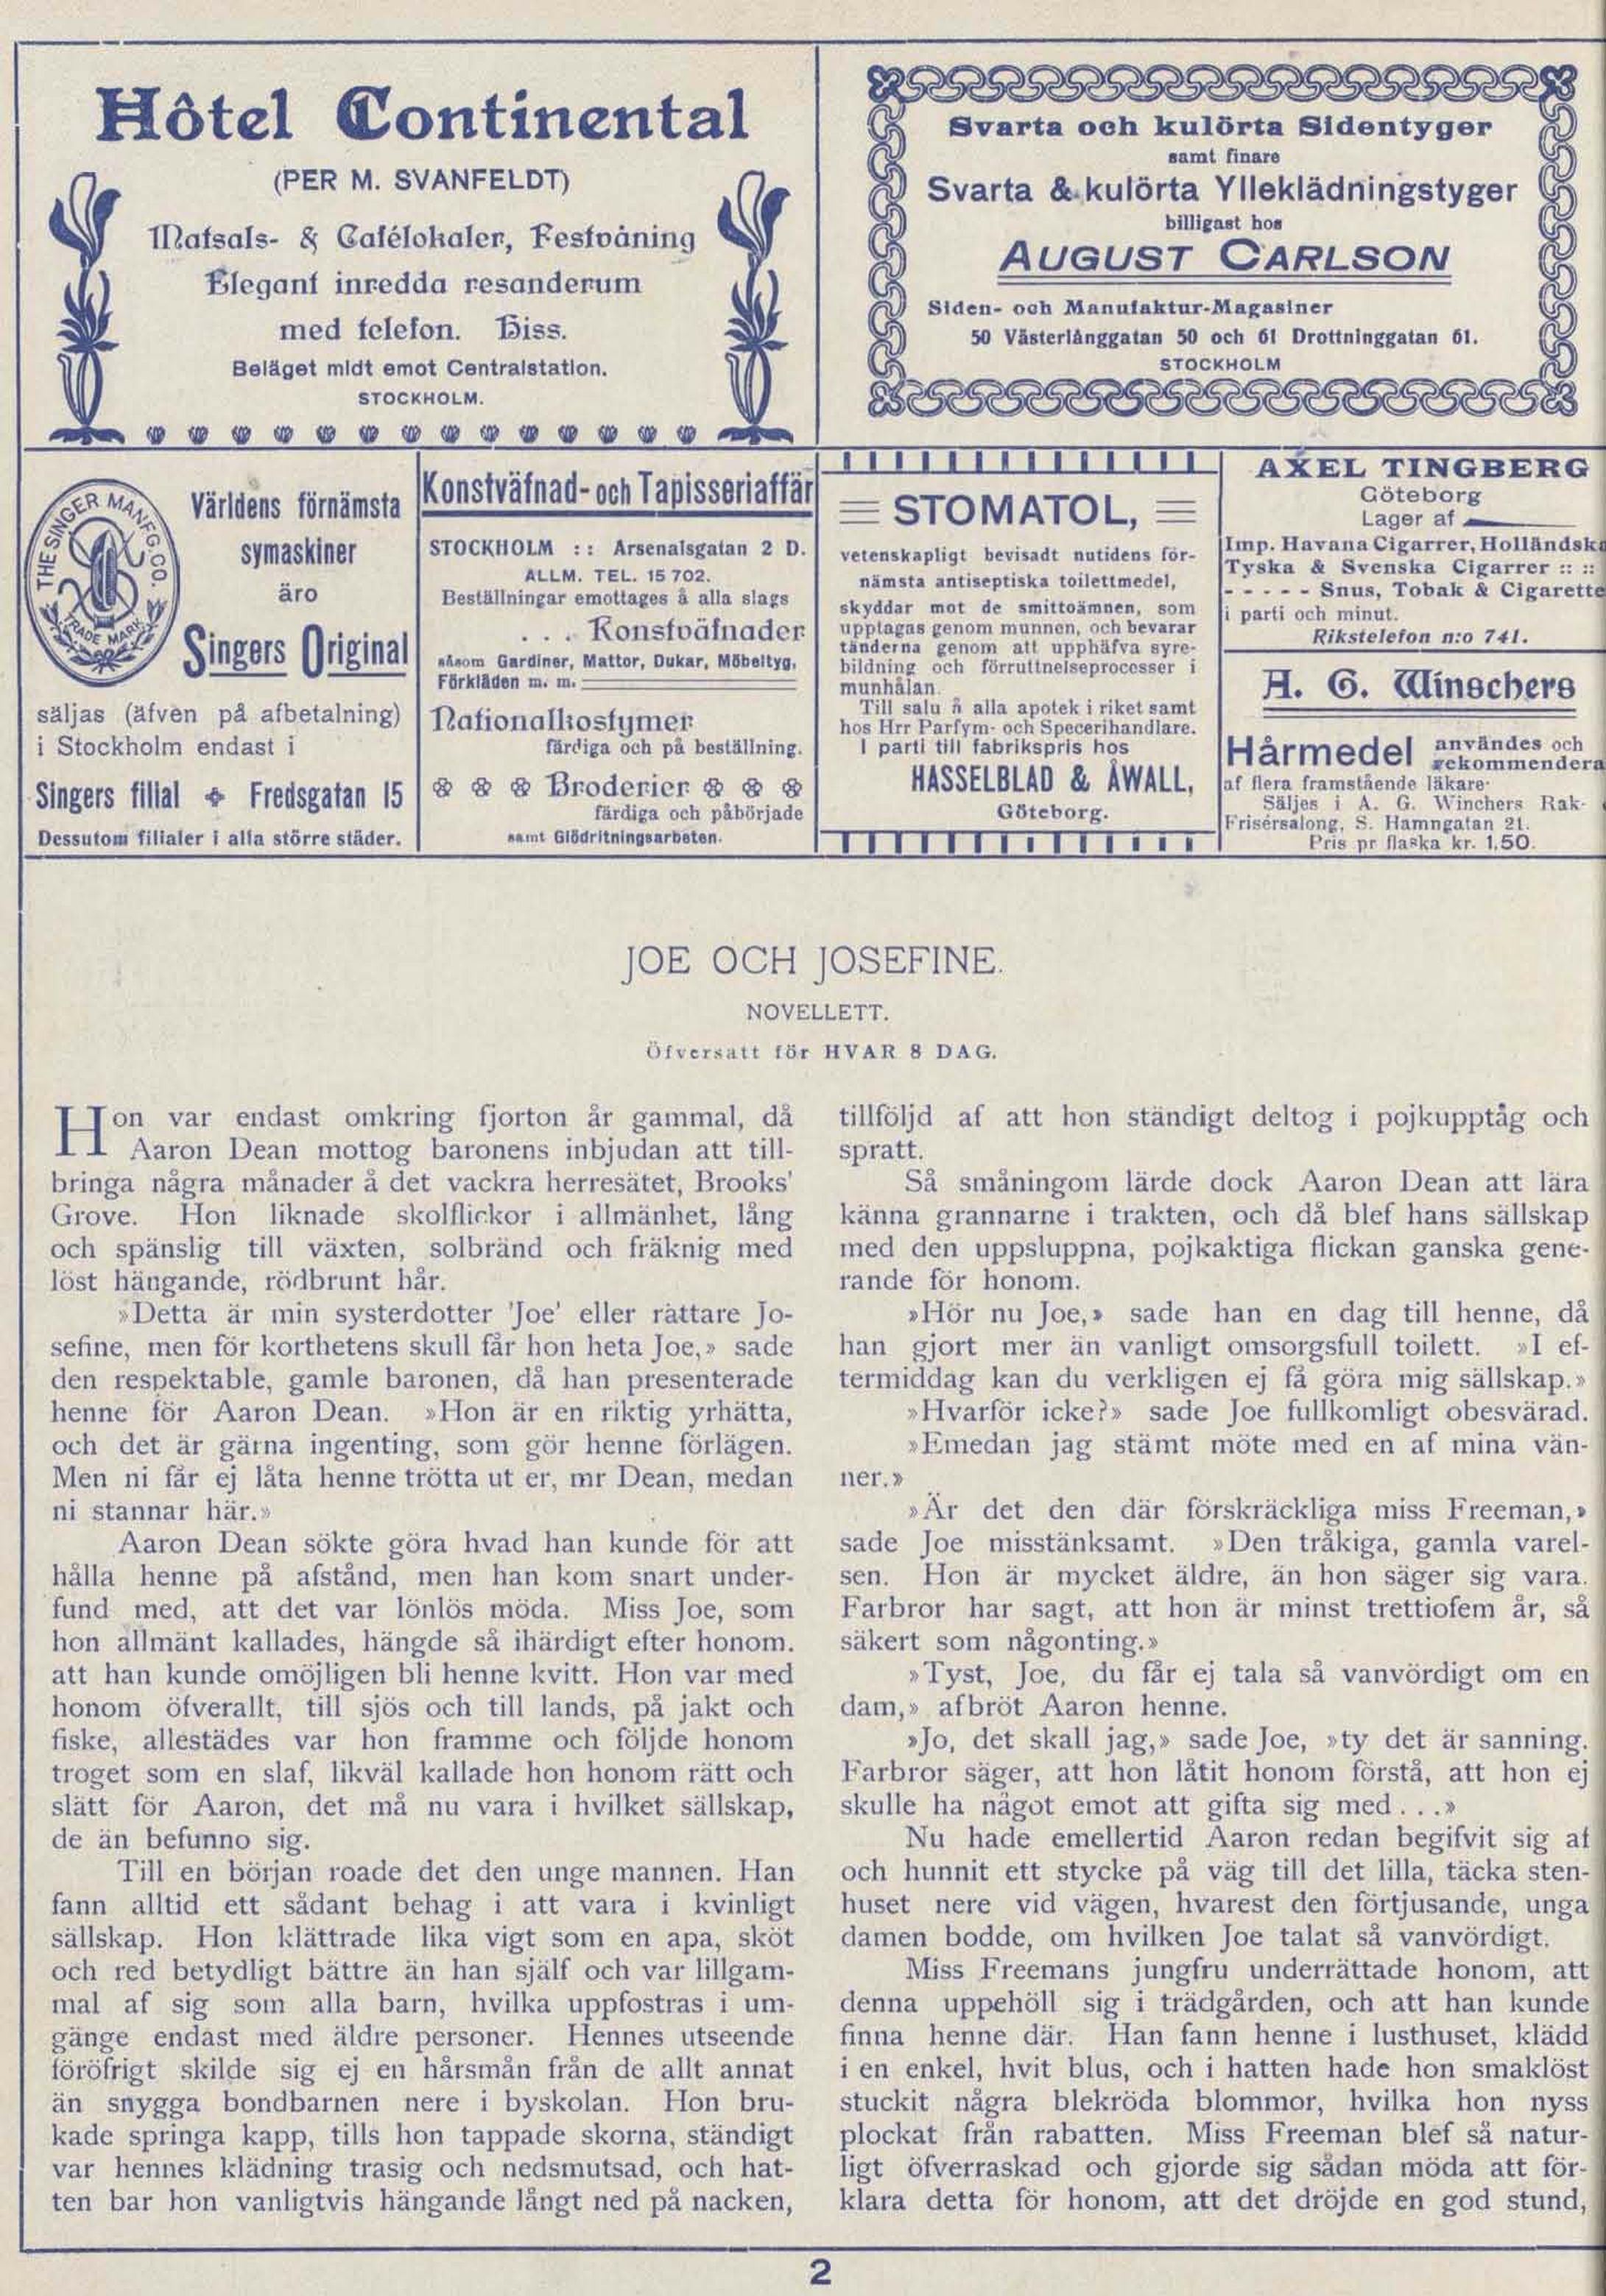 Hôtel Continental
(PER M. SVANFELDT)
Matsals- & Cafélokaler, Festvåning
Elegant inredda resanderum
med telefon. Hiss.
Beläget midt emot Centralstation.
STOCKHOLM.
Svarta och kulörta Sidentyger
samt finare
Svarta & kulörta Ylleklädningstyger
billigast hos
AUGUST CARLSON
Siden- och Manufaktur-Magasiner
50 Västerlånggatan 50 och 61 Drottninggatan 61.
STOCKHOLM
THE SINGER MANFG. CO.
TRADE MARK
Världens förnämsta
symaskiner
äro
Singers Original
säljas (äfven på afbetalning)
i Stockholm endast i
Singers filial Fredsgatan 15
Dessutom filialer i alla större städer.
Konstväfnad- och Tapisseriaffär
STOCKHOLM :: Arsenalsgatan 2 D.
ALLM. TEL. 15 702.
Beställningar emottages å alla slags
. . . Konstväfnader
såsom Gardiner, Mattor, Dukar, Möbeltyg,
Förkläden m. m.
Nationalkostymer
färdiga och på beställning.
Broderier
färdiga och påbörjade
samt Glödritningsarbeten.
STOMATOL,
vetenskapligt bevisadt nutidens för-
nämsta antiseptiska toilettmedel,
skyddar mot de smittoämnen, som
upptagas genom munnen, och bevarar
tänderna genom att upphäfva syre-
bildning och förruttnelseprocesser i
munhålan.
Till salu å alla apotek i riket samt
hos Hrr Parfym- och Specerihandlare.
I parti till fabrikspris hos
HASSELBLAD & ÅWALL,
Göteborg.
AXEL TINGBERG
Göteborg
Lager af
Imp. Havana Cigarrer, Holländska
Tyska & Svenska Cigarrer :: ::
- - - - - Snus, Tobak & Cigarette
i parti och minut.
Rikstelefon n:o 741.
A. G. Winschers
Hårmedel användes och
rekommendera
af flera framstående läkare.
Säljes i A. G. Winchers Rak-
Frisérsalong, S. Hamngatan 21.
Pris pr flaska kr. 1.50.
JOE OCH JOSEFINE.
NOVELLETT.
Öfversatt för HVAR 8 DAG.
Hon var endast omkring fjorton år gammal, då
Aaron Dean mottog baronens inbjudan att till-
bringa några månader å det vackra herresätet, Brooks'
Grove. Hon liknade skolflickor i allmänhet, lång
och spänslig till växten, solbränd och fräknig med
löst hängande, rödbrunt hår.
»Detta är min systerdotter 'Joe' eller rättare Jo-
sefine, men för korthetens skull får hon heta Joe,» sade
den respektable, gamle baronen, då han presenterade
henne för Aaron Dean. »Hon är en riktig yrhätta,
och det är gärna ingenting, som gör henne förlägen.
Men ni får ej låta henne trötta ut er, mr Dean, medan
ni stannar här.»
Aaron Dean sökte göra hvad han kunde för att
hålla henne på afstånd, men han kom snart under-
fund med, att det var lönlös möda. Miss Joe, som
hon allmänt kallades, hängde så ihärdigt efter honom.
att han kunde omöjligen bli henne kvitt. Hon var med
honom öfverallt, till sjös och till lands, på jakt och
fiske, allestädes var hon framme och följde honom
troget som en slaf, likväl kallade hon honom rätt och
slätt för Aaron, det må nu vara i hvilket sällskap,
de än befunno sig.
Till en början roade det den unge mannen. Han
fann alltid ett sådant behag i att vara i kvinligt
sällskap. Hon klättrade lika vigt som en apa, sköt
och red betydligt bättre än han själf och var lillgam-
mal af sig som alla barn, hvilka uppfostras i um-
gänge endast med äldre personer. Hennes utseende
föröfrigt skilde sig ej en hårsmån från de allt annat
än snygga bondbarnen nere i byskolan. Hon bru-
kade springa kapp, tills hon tappade skorna, ständigt
var hennes klädning trasig och nedsmutsad, och hat-
ten bar hon vanligtvis hängande långt ned på nacken,
tillföljd af att hon ständigt deltog i pojkupptåg och
spratt.
Så småningom lärde dock Aaron Dean att lära
känna grannarne i trakten, och då blef hans sällskap
med den uppsluppna, pojkaktiga flickan ganska gene-
rande för honom.
»Hör nu Joe,» sade han en dag till henne, då
han gjort mer än vanligt omsorgsfull toilett. »I ef-
termiddag kan du verkligen ej få göra mig sällskap.»
»Hvarför icke?» sade Joe fullkomligt obesvärad.
»Emedan jag stämt möte med en af mina vän-
ner.»
»Är det den där förskräckliga miss Freeman,»
sade Joe misstänksamt. »Den tråkiga, gamla varel-
sen. Hon är mycket äldre, än hon säger sig vara.
Farbror har sagt, att hon är minst trettiofem år, så
säkert som någonting.»
»Tyst, Joe, du får ej tala så vanvördigt om en
dam,» afbröt Aaron henne.
»Jo, det skall jag,» sade Joe, »ty det är sanning.
Farbror säger, att hon låtit honom förstå, att hon ej
skulle ha något emot att gifta sig med . . .»
Nu hade emellertid Aaron redan begifvit sig af
och hunnit ett stycke på väg till det lilla, täcka sten-
huset nere vid vägen, hvarest den förtjusande, unga
damen bodde, om hvilken Joe talat så vanvördigt.
Miss Freemans jungfru underrättade honom, att
denna uppehöll sig i trädgården, och att han kunde
finna henne där. Han fann henne i lusthuset, klädd
i en enkel, hvit blus, och i hatten hade hon smaklöst
stuckit några blekröda blommor, hvilka hon nyss
plockat från rabatten. Miss Freeman blef så natur-
ligt öfverraskad och gjorde sig sådan möda att för-
klara detta för honom, att det dröjde en god stund,
2